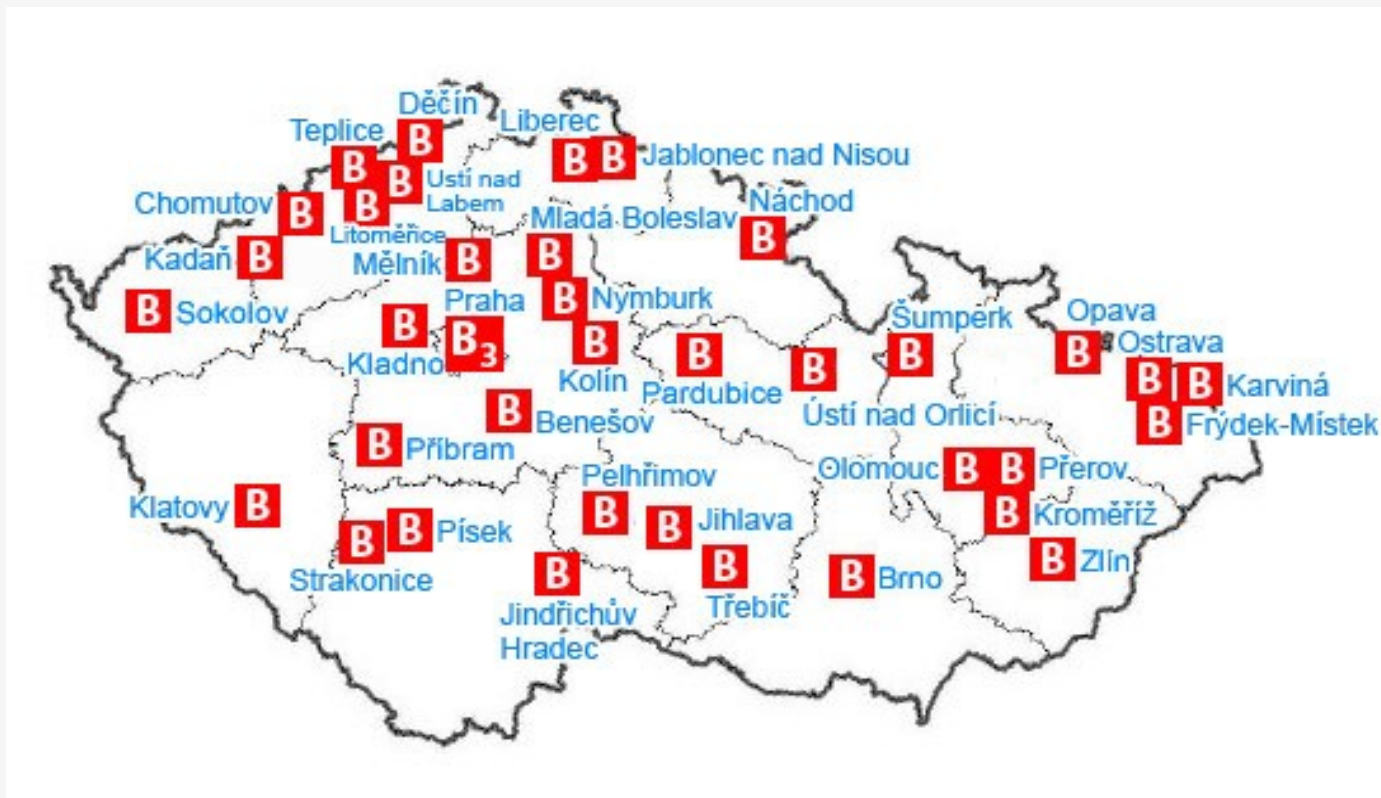 Děčín
Teplice B
Liberec
B B B Jablonec nad Nisou
B Ustí nad
Labem
Chomutov B B
Litoměřice
Mladá Boleslav
Náchod
B
Kadaň B
Mělník B
B
B Sokolov
Praha
B Nymburk
B
B₃
Kladno
B
Kolín
B
Pardubice
B
Ústí nad Orlicí
Šumperk
B
Opava
B
Ostrava
B B Karviná
B Frýdek-Místek
B Benešov
B Příbram
Olomouc B B Přerov
Pelhřimov
B
Klatovy B
B Písek
B Jihlava
B Kroměříž
B
Strakonice
B
Jindřichův
Hradec
B
Třebíč
B Brno
B Zlín